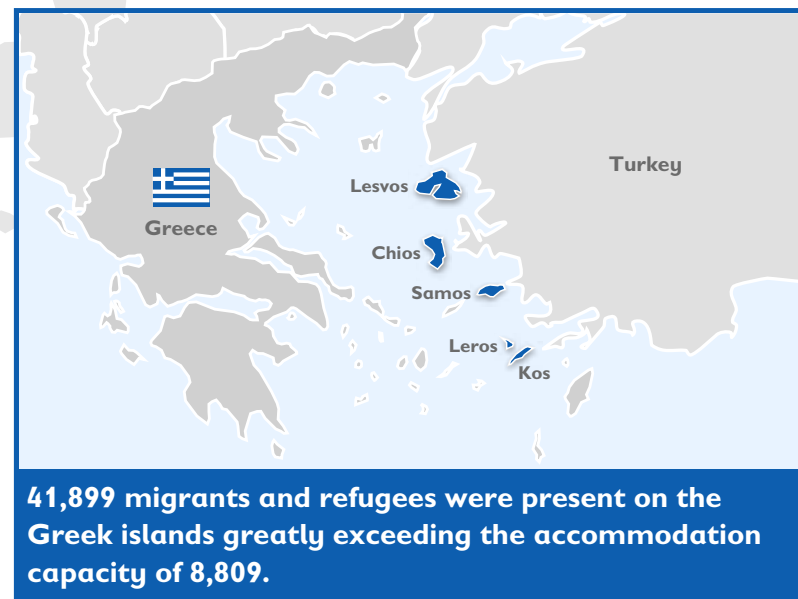 Turkey
Lesvos
Greece
Chios
Samos
Leros
Kos
41,899 migrants and refugees were present on the
Greek islands greatly exceeding the accommodation
capacity of 8,809.